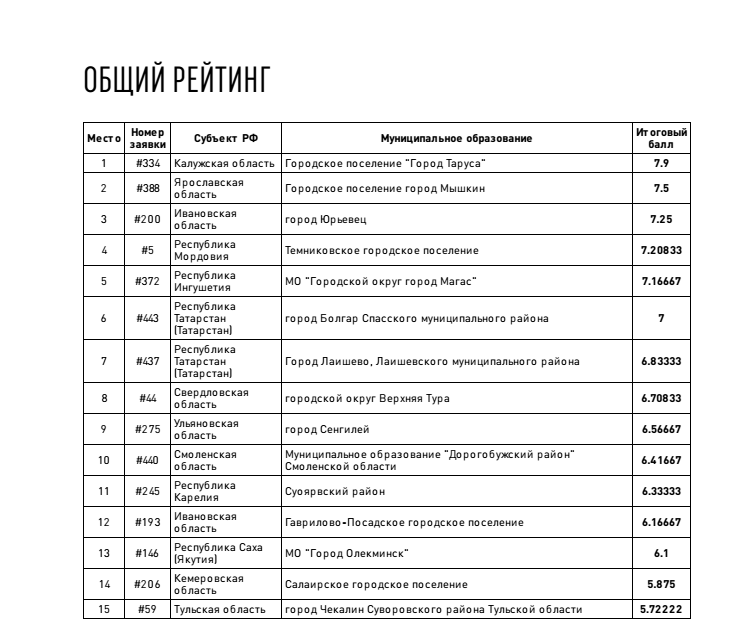 ОБЩИЙ РЕЙТИНГ
Место Номер заявки Субъект РФ Муниципальное образование Итоговый балл
1 #334 Калужская область Городское поселение "Город Таруса" 7.9
2 #388 Ярославская область Городское поселение город Мышкин 7.5
3 #200 Ивановская область город Юрьевец 7.25
4 #5 Республика Мордовия Темниковское городское поселение 7.20833
5 #372 Республика Ингушетия МО "Городской округ город Магас" 7.16667
6 #443 Республика Татарстан (Татарстан) город Болгар Спасского муниципального района 7
7 #437 Республика Татарстан (Татарстан) Город Лаишево, Лаишевского муниципального района 6.83333
8 #44 Свердловская область городской округ Верхняя Тура 6.70833
9 #275 Ульяновская область город Сенгилей 6.56667
10 #440 Смоленская область Муниципальное образование "Дорогобужский район" Смоленской области 6.41667
11 #245 Республика Карелия Суоярвский район 6.33333
12 #193 Ивановская область Гаврилово-Посадское городское поселение 6.16667
13 #146 Республика Саха (Якутия) МО "Город Олекминск" 6.1
14 #206 Кемеровская область Салаирское городское поселение 5.875
15 #59 Тульская область город Чекалин Суворовского района Тульской области 5.72222